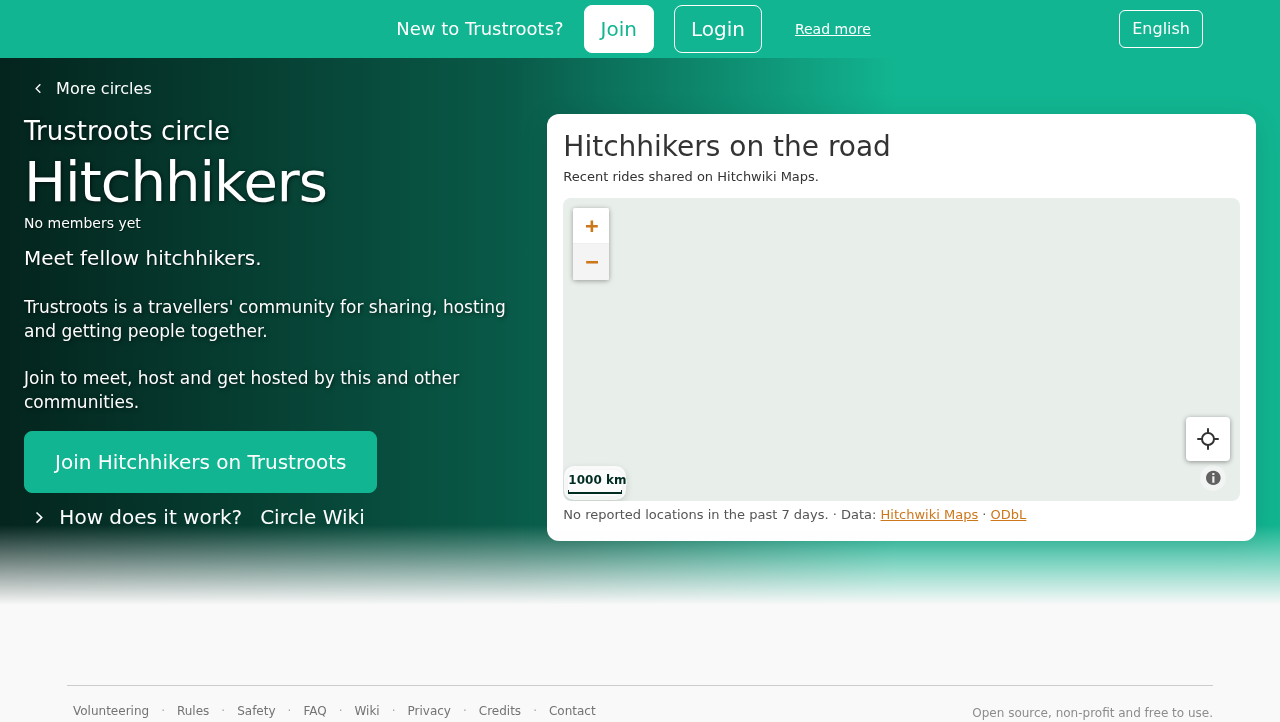 New to Trustroots? Join Login Read more English
More circles
Trustroots circle
Hitchhikers
No members yet
Meet fellow hitchhikers.
Trustroots is a travellers' community for sharing, hosting
and getting people together.
Join to meet, host and get hosted by this and other
communities.
Join Hitchhikers on Trustroots
How does it work? Circle Wiki
Hitchhikers on the road
Recent rides shared on Hitchwiki Maps.
+
−
1000 km
No reported locations in the past 7 days. · Data: Hitchwiki Maps · ODbL
Volunteering · Rules · Safety · FAQ · Wiki · Privacy · Credits · Contact
Open source, non-profit and free to use.